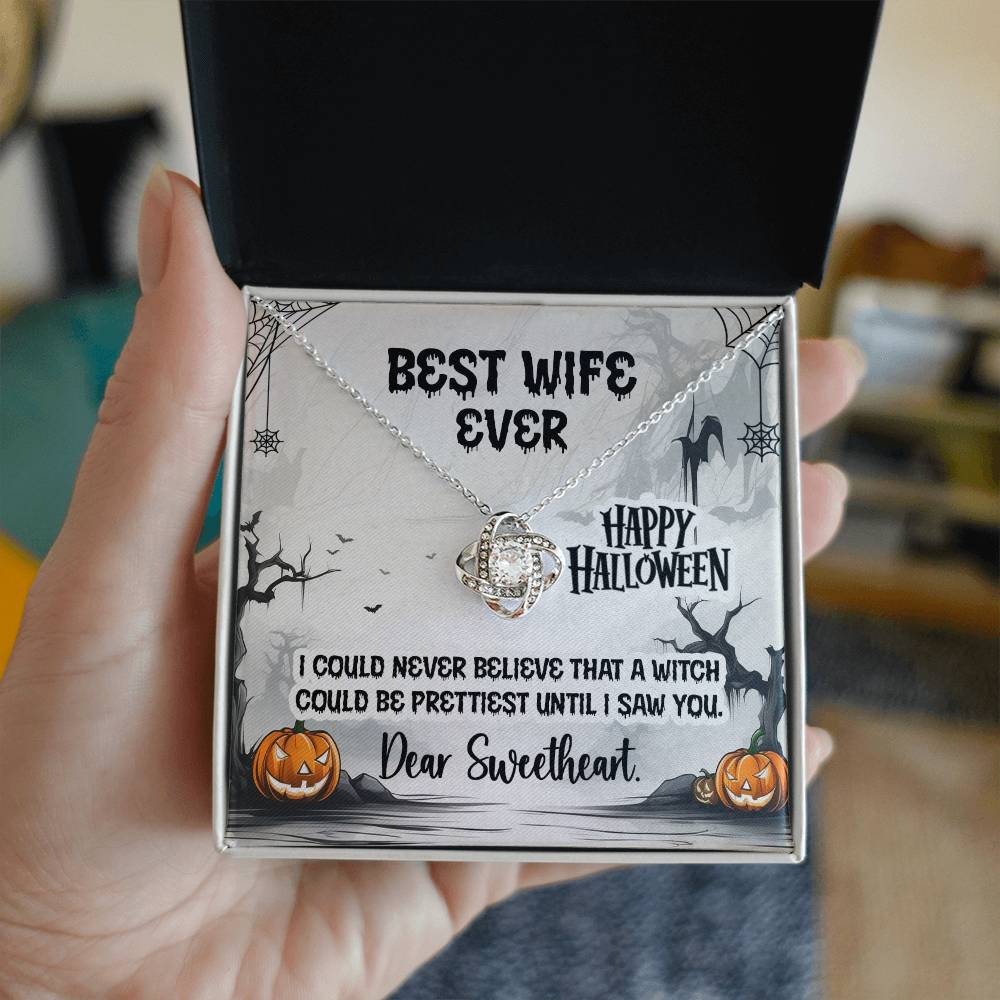 BEST WIFE
EVER
HAPPY
HALLOWEEN
I COULD NEVER BELIEVE THAT A WITCH
COULD BE PRETTIEST UNTIL I SAW YOU.
Dear Sweetheart.